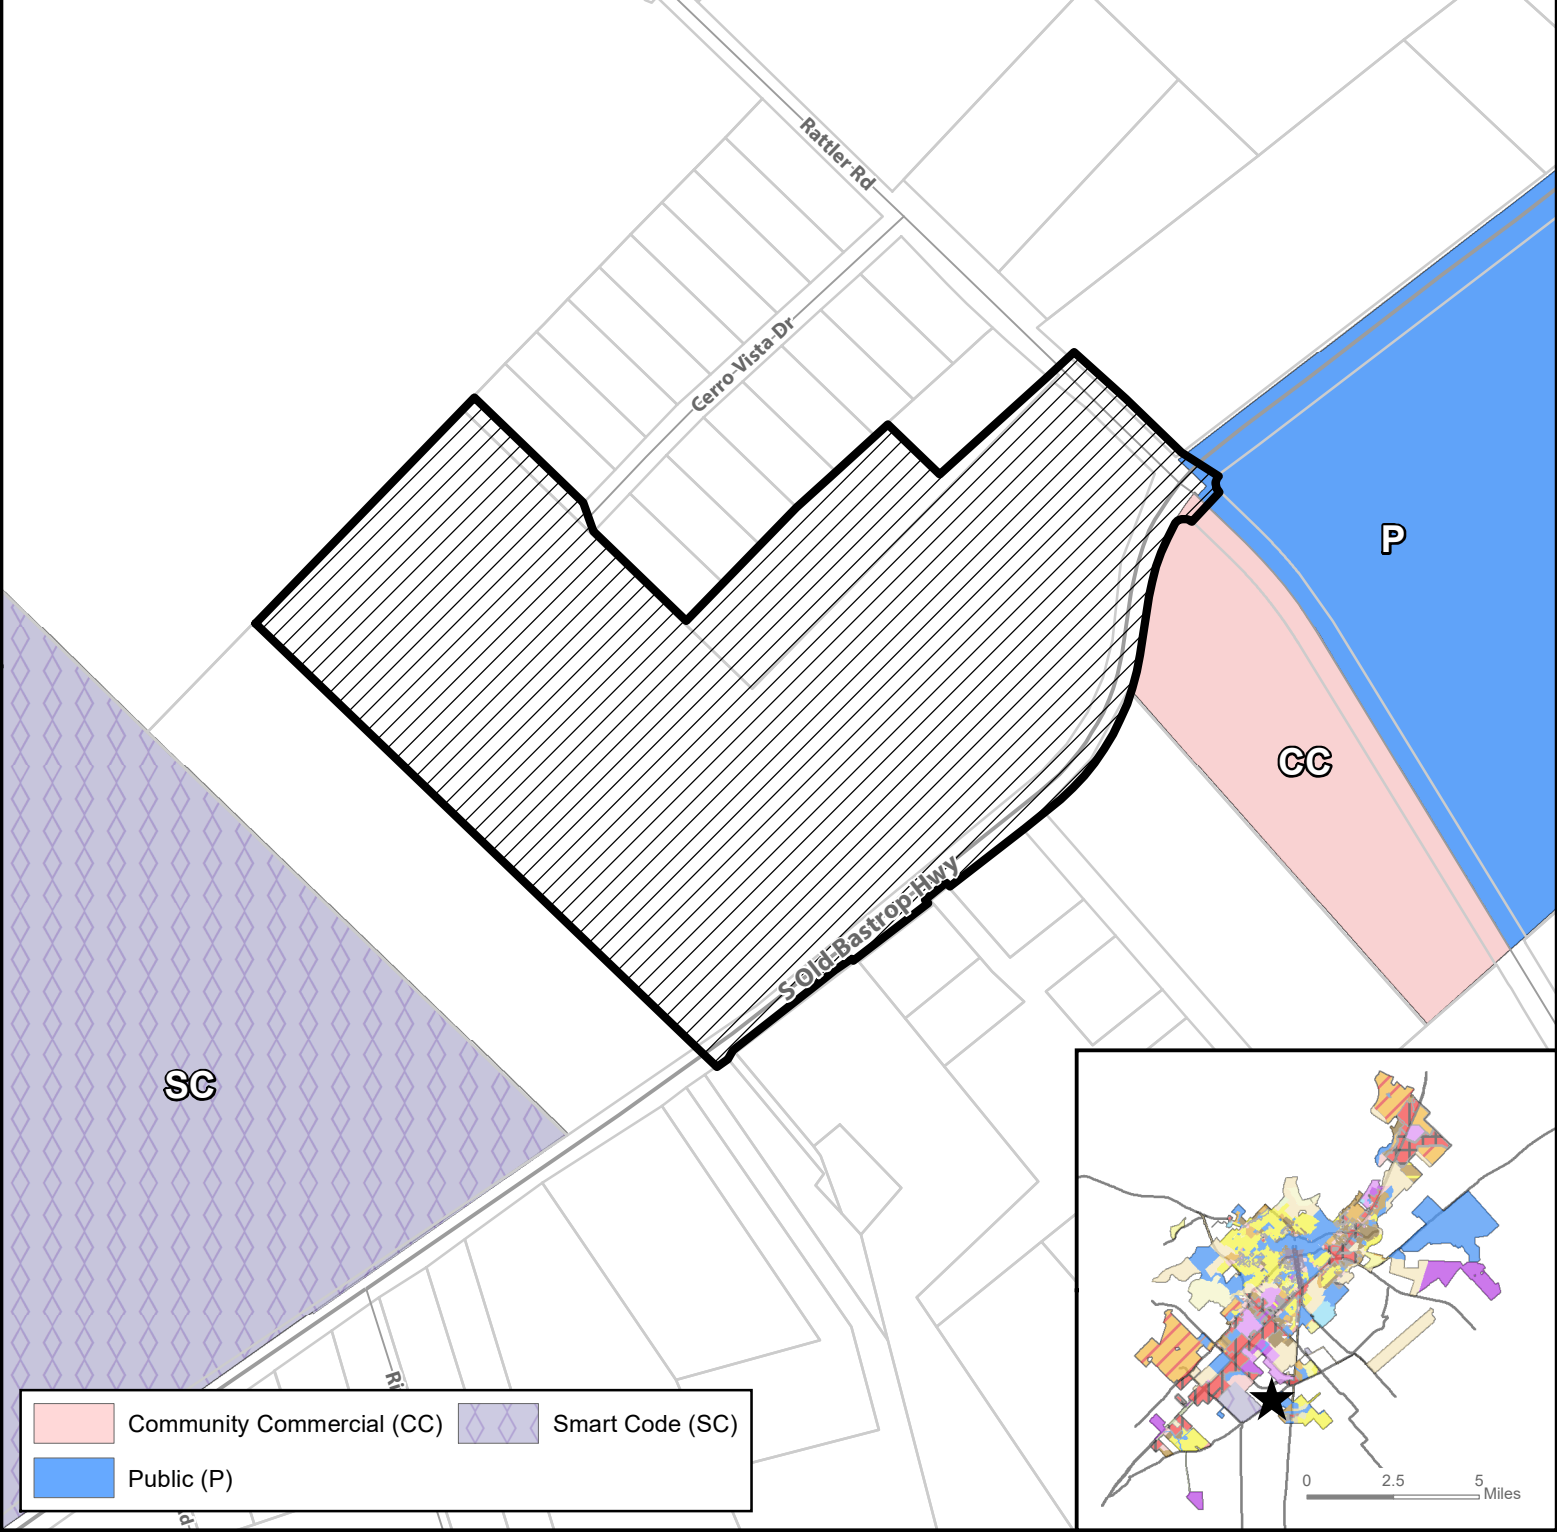 Rattler Rd
Cerro Vista Dr
P
CC
S Old Bastrop Hwy
SC
Community Commercial (CC)
Smart Code (SC)
Public (P)
0 2.5 5
Miles